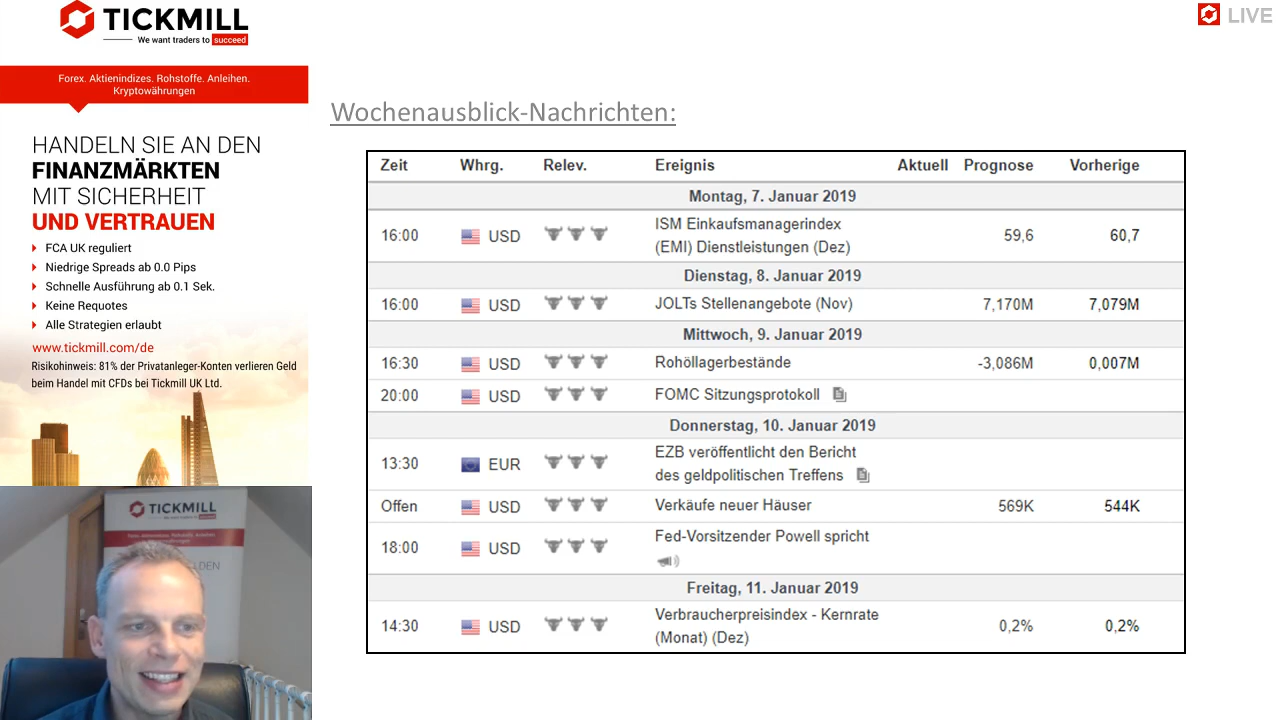 TICKMILL
We want traders to succeed
Forex. Aktienindizes. Rohstoffe. Anleihen.
Kryptowährungen
HANDELN SIE AN DEN
FINANZMÄRKTEN
MIT SICHERHEIT
UND VERTRAUEN
FCA UK reguliert
Niedrige Spreads ab 0.0 Pips
Schnelle Ausführung ab 0.1 Sek.
Keine Requotes
Alle Strategien erlaubt
www.tickmill.com/de
Risikohinweis: 81% der Privatanleger-Konten verlieren Geld
beim Handel mit CFDs bei Tickmill UK Ltd.
TICKMILL
LIVE
Wochenausblick-Nachrichten:
Zeit Whrg. Relev. Ereignis Aktuell Prognose Vorherige
Montag, 7. Januar 2019
16:00 USD ISM Einkaufsmanagerindex
(EMI) Dienstleistungen (Dez) 59,6 60,7
Dienstag, 8. Januar 2019
16:00 USD JOLTs Stellenangebote (Nov) 7,170M 7,079M
Mittwoch, 9. Januar 2019
16:30 USD Rohöllagerbestände -3,086M 0,007M
20:00 USD FOMC Sitzungsprotokoll
Donnerstag, 10. Januar 2019
13:30 EUR EZB veröffentlicht den Bericht
des geldpolitischen Treffens
Offen USD Verkäufe neuer Häuser 569K 544K
18:00 USD Fed-Vorsitzender Powell spricht
Freitag, 11. Januar 2019
14:30 USD Verbraucherpreisindex - Kernrate
(Monat) (Dez) 0,2% 0,2%